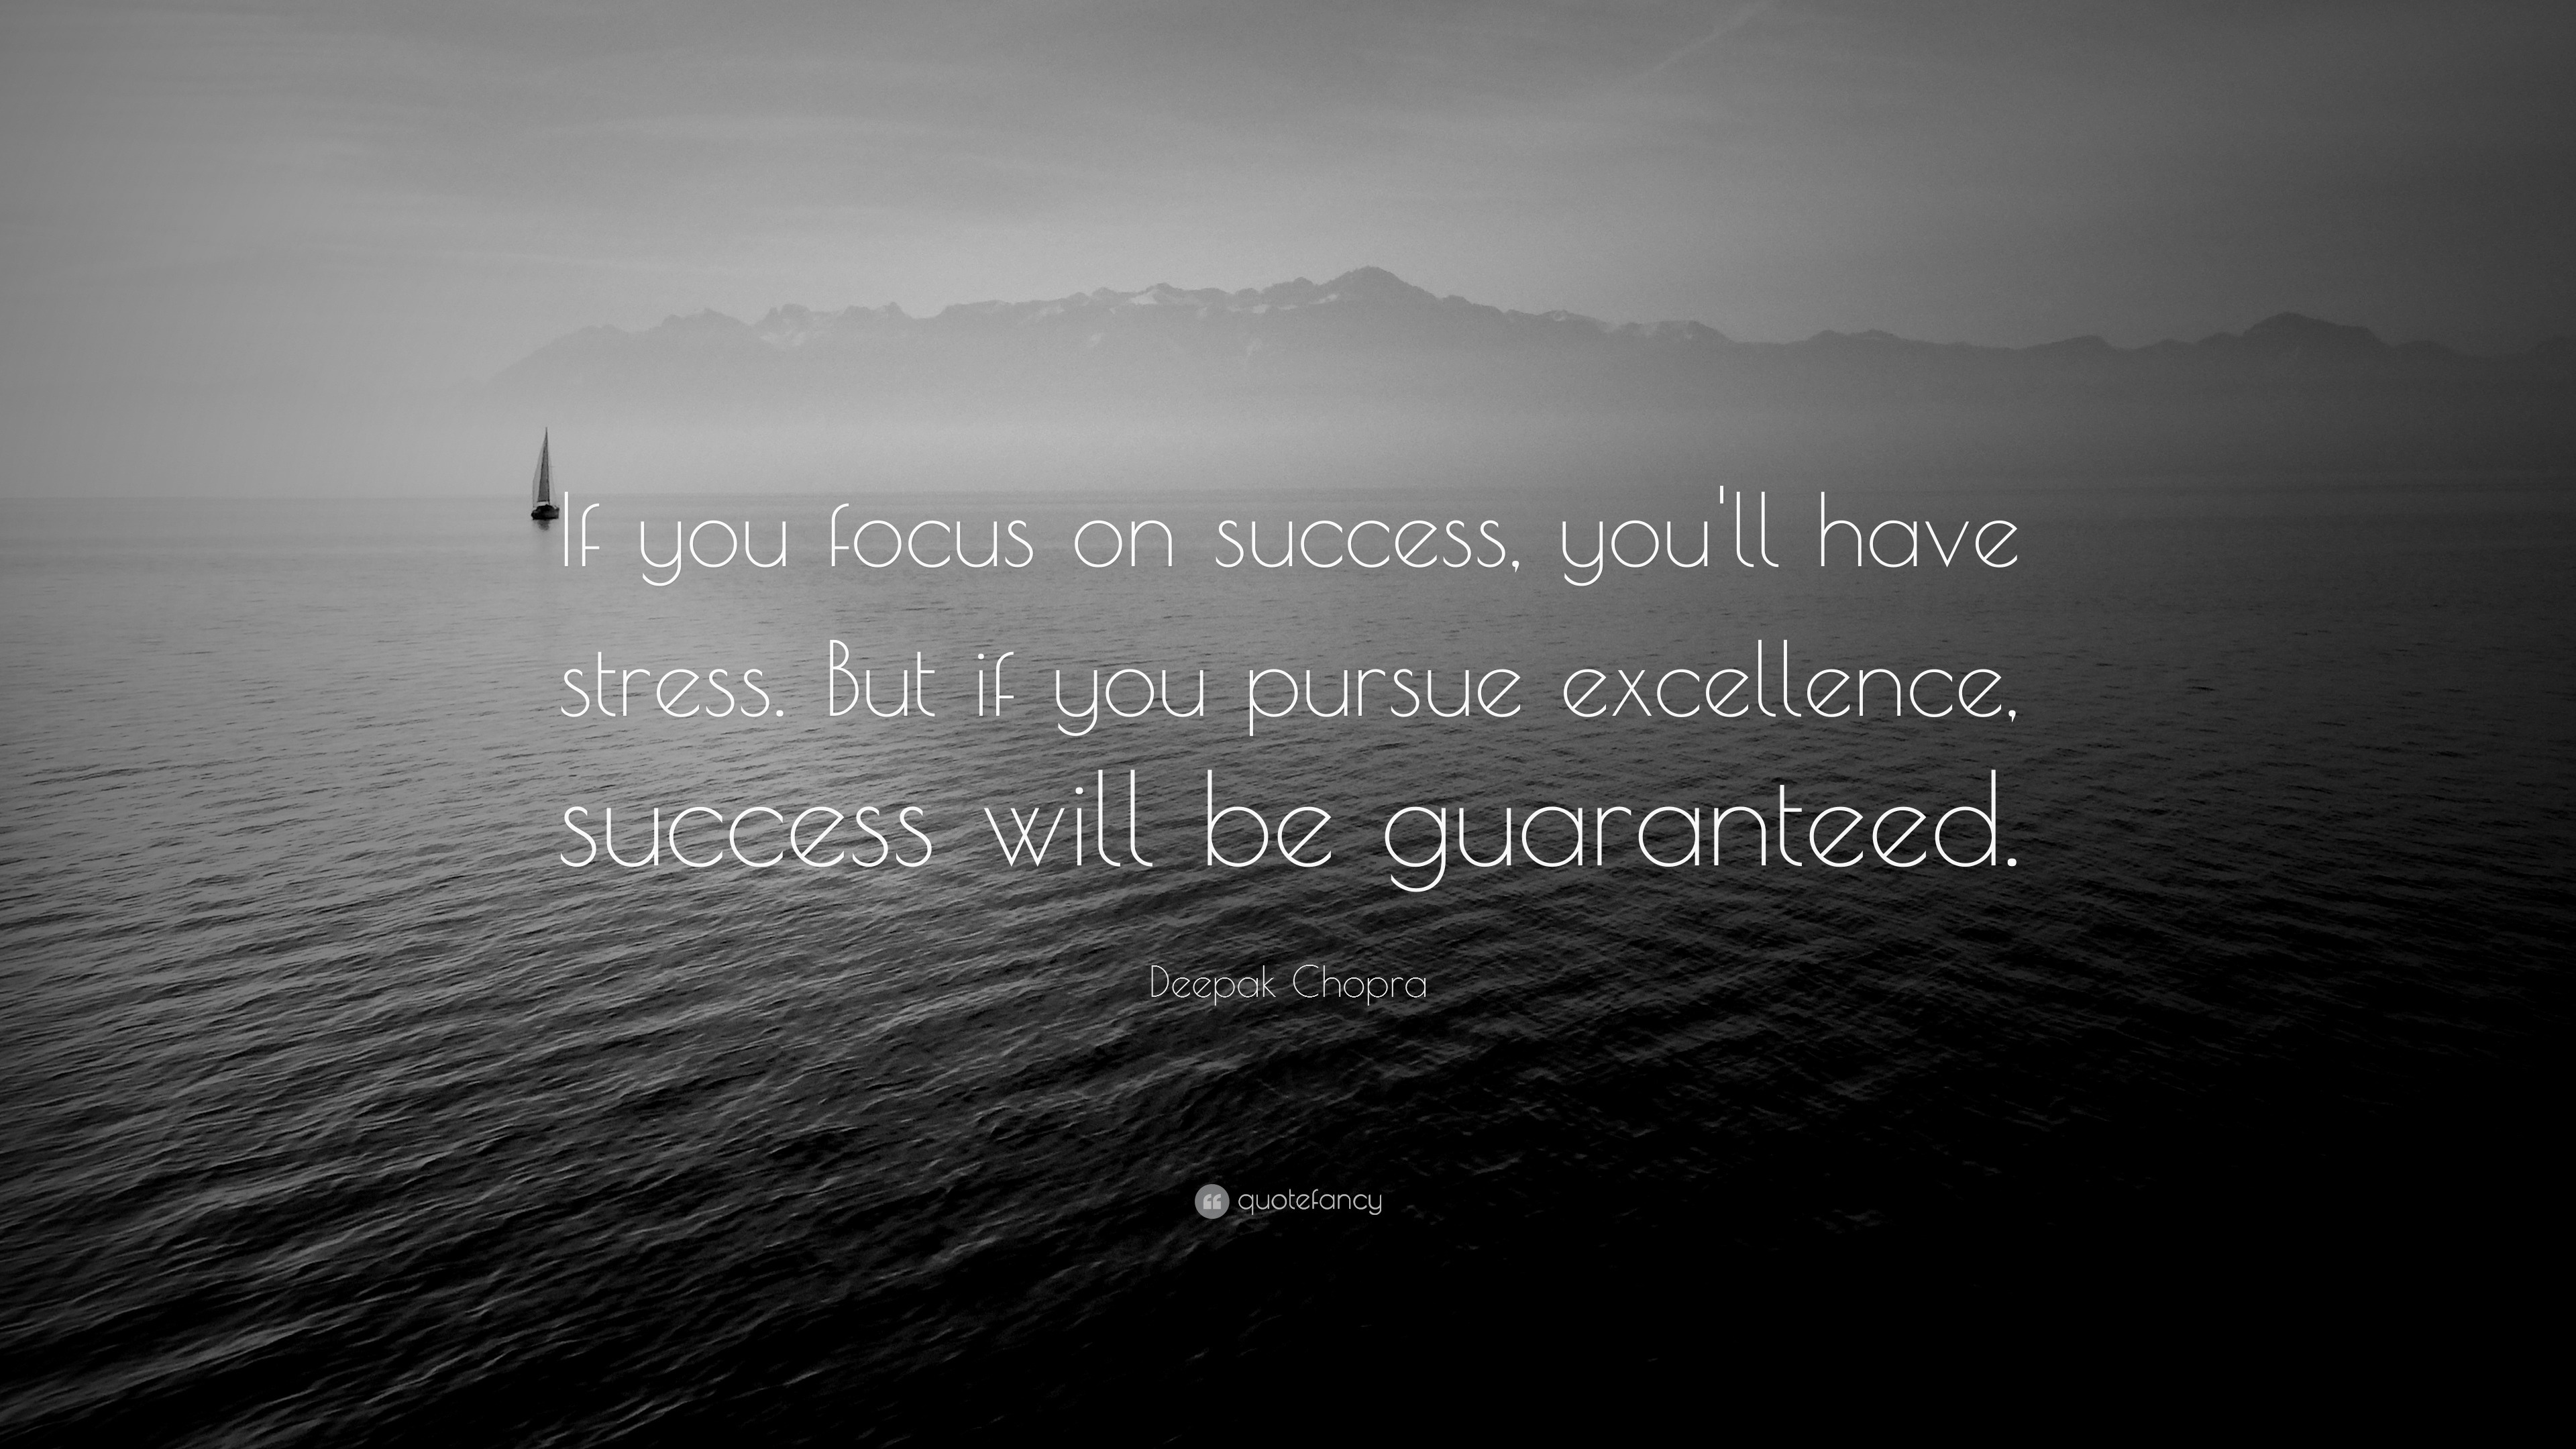 If you focus on success, you'll have
stress. But if you pursue excellence,
success will be guaranteed.
Deepak Chopra
quotefancy